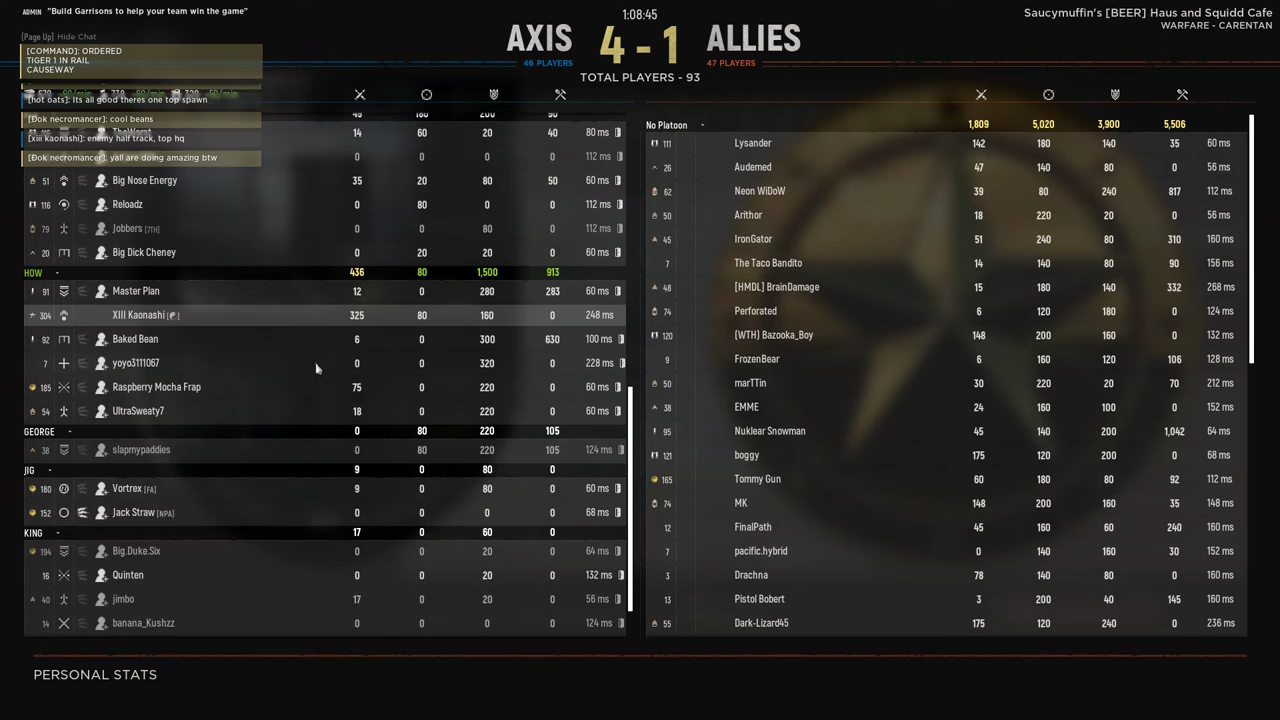 ADMIN "Build Garrisons to help your team win the game"
1:08:45
Saucymuffin's [BEER] Haus and Squidd Cafe
WARFARE - CARENTAN
[Page Up] Hide Chat
AXIS 4 - 1 ALLIES
46 PLAYERS 47 PLAYERS
TOTAL PLAYERS - 93
[COMMAND]: ORDERED
TIGER 1 IN RAIL
CAUSEWAY
[hot oats]: Its all good theres one top spawn
[Dok necromancer]: cool beans
[xiii kaonashi]: enemy half track, top hq
[Dok necromancer]: yall are doing amazing btw
14 60 20 40 80 ms
0 0 0 0 112 ms
51 Big Nose Energy 35 20 80 50 60 ms
116 Reloadz 0 80 0 0 112 ms
79 Jobbers [7TH] 0 0 80 0 112 ms
20 Big Dick Cheney 0 20 20 0 60 ms
HOW - 436 80 1,500 913
91 Master Plan 12 0 280 283 60 ms
304 XIII Kaonashi 325 80 160 0 248 ms
92 Baked Bean 6 0 300 630 100 ms
7 yoyo3111067 0 0 320 0 228 ms
185 Raspberry Mocha Frap 75 0 220 0 60 ms
54 UltraSweaty7 18 0 220 0 60 ms
GEORGE - 0 80 220 105
38 slapmypaddies 0 80 220 105 124 ms
JIG - 9 0 80 0
180 Vortrex [FA] 9 0 80 0 60 ms
152 Jack Straw [NPA] 0 0 0 0 68 ms
KING - 17 0 60 0
194 Big.Duke.Six 0 0 20 0 64 ms
16 Quinten 0 0 20 0 132 ms
40 jimbo 17 0 20 0 56 ms
14 banana_Kushzz 0 0 0 0 124 ms
No Platoon - 1,809 5,020 3,900 5,506
111 Lysander 142 180 140 35 60 ms
26 Audemed 47 140 80 0 56 ms
62 Neon WiDoW 39 80 240 817 112 ms
50 Arithor 18 220 20 0 56 ms
45 IronGator 51 240 80 310 160 ms
7 The Taco Bandito 14 140 80 90 156 ms
48 [HMDL] BrainDamage 15 180 140 332 268 ms
74 Perforated 6 120 180 0 124 ms
120 (WTH) Bazooka_Boy 148 200 160 0 132 ms
9 FrozenBear 6 160 120 106 128 ms
50 marTTin 30 220 20 70 212 ms
38 EMME 24 160 100 0 152 ms
95 Nuklear Snowman 45 140 200 1,042 64 ms
121 boggy 175 120 200 0 68 ms
165 Tommy Gun 60 180 80 92 112 ms
74 MK 148 200 160 35 148 ms
12 FinalPath 45 160 60 240 160 ms
7 pacific.hybrid 0 140 160 30 152 ms
3 Drachna 78 140 80 0 160 ms
13 Pistol Bobert 3 200 40 145 160 ms
55 Dark-Lizard45 175 120 240 0 236 ms
PERSONAL STATS